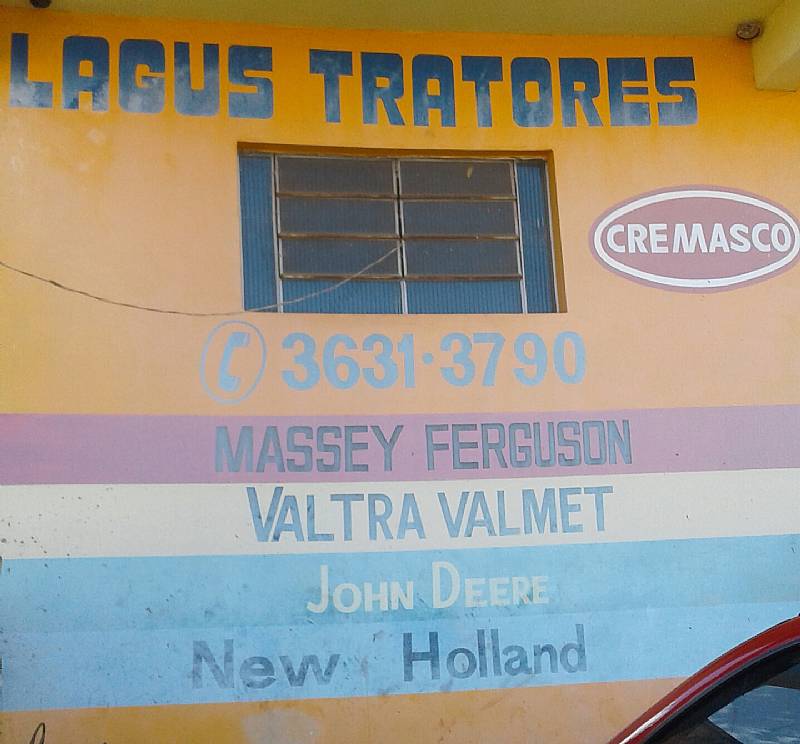 LAGUS TRATORES
CREMASCO
3631·3790
MASSEY FERGUSON
VALTRA VALMET
JOHN DEERE
New Holland